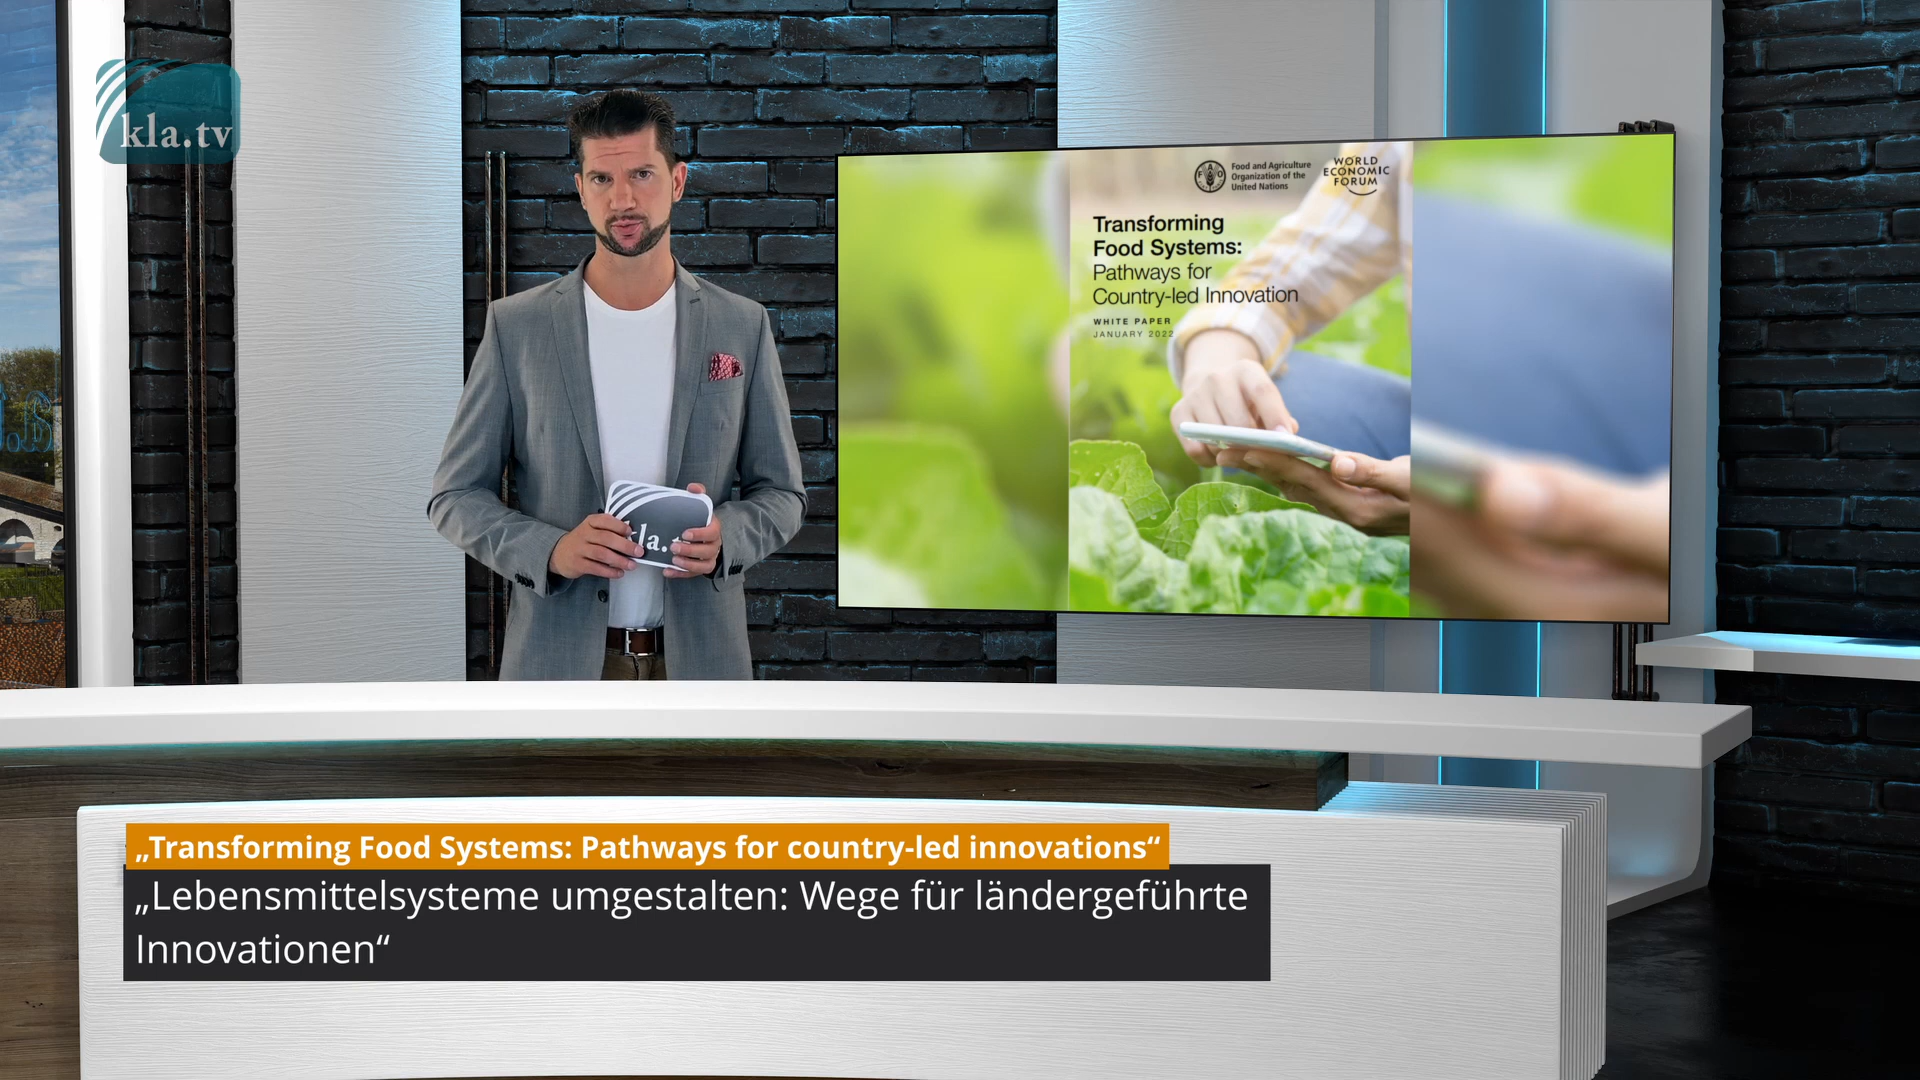 kla.tv
Food and Agriculture
Organization of the
United Nations
WORLD
ECONOMIC
FORUM
Transforming
Food Systems:
Pathways for
Country-led Innovation
WHITE PAPER
JANUARY 2022
kla.t
„Transforming Food Systems: Pathways for country-led innovations“
„Lebensmittelsysteme umgestalten: Wege für ländergeführte
Innovationen“